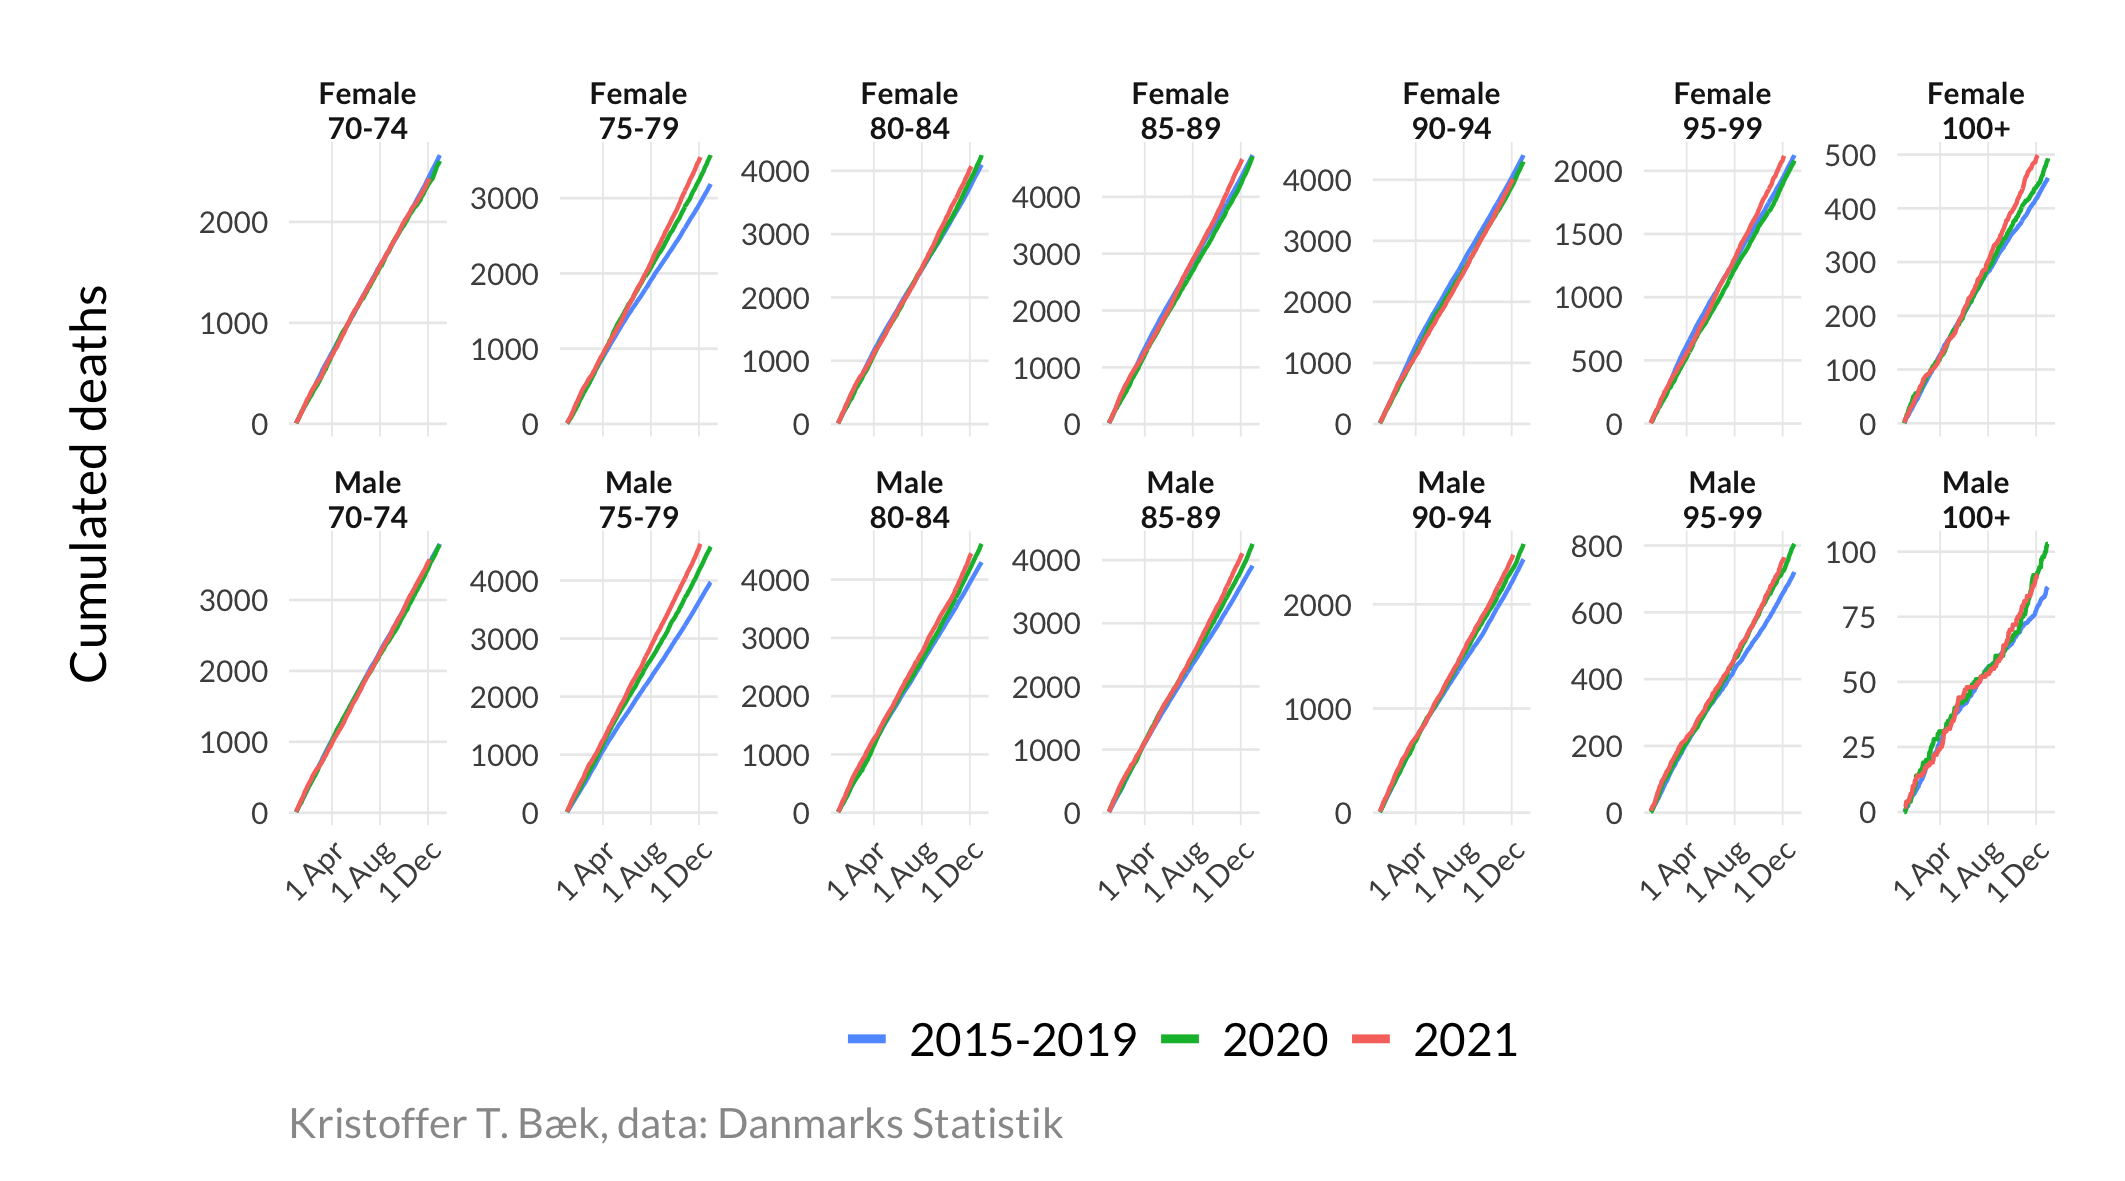 Cumulated deaths
Female
70-74
Female
75-79
Female
80-84
Female
85-89
Female
90-94
Female
95-99
Female
100+
2000
1000
0
3000
2000
1000
0
4000
3000
2000
1000
0
4000
3000
2000
1000
0
4000
3000
2000
1000
0
2000
1500
1000
500
0
500
400
300
200
100
0
Male
70-74
Male
75-79
Male
80-84
Male
85-89
Male
90-94
Male
95-99
Male
100+
3000
2000
1000
0
4000
3000
2000
1000
0
4000
3000
2000
1000
0
4000
3000
2000
1000
0
2000
1000
0
800
600
400
200
0
100
75
50
25
0
1 Apr
1 Aug
1 Dec
1 Apr
1 Aug
1 Dec
1 Apr
1 Aug
1 Dec
1 Apr
1 Aug
1 Dec
1 Apr
1 Aug
1 Dec
1 Apr
1 Aug
1 Dec
1 Apr
1 Aug
1 Dec
2015-2019 2020 2021
Kristoffer T. Bæk, data: Danmarks Statistik